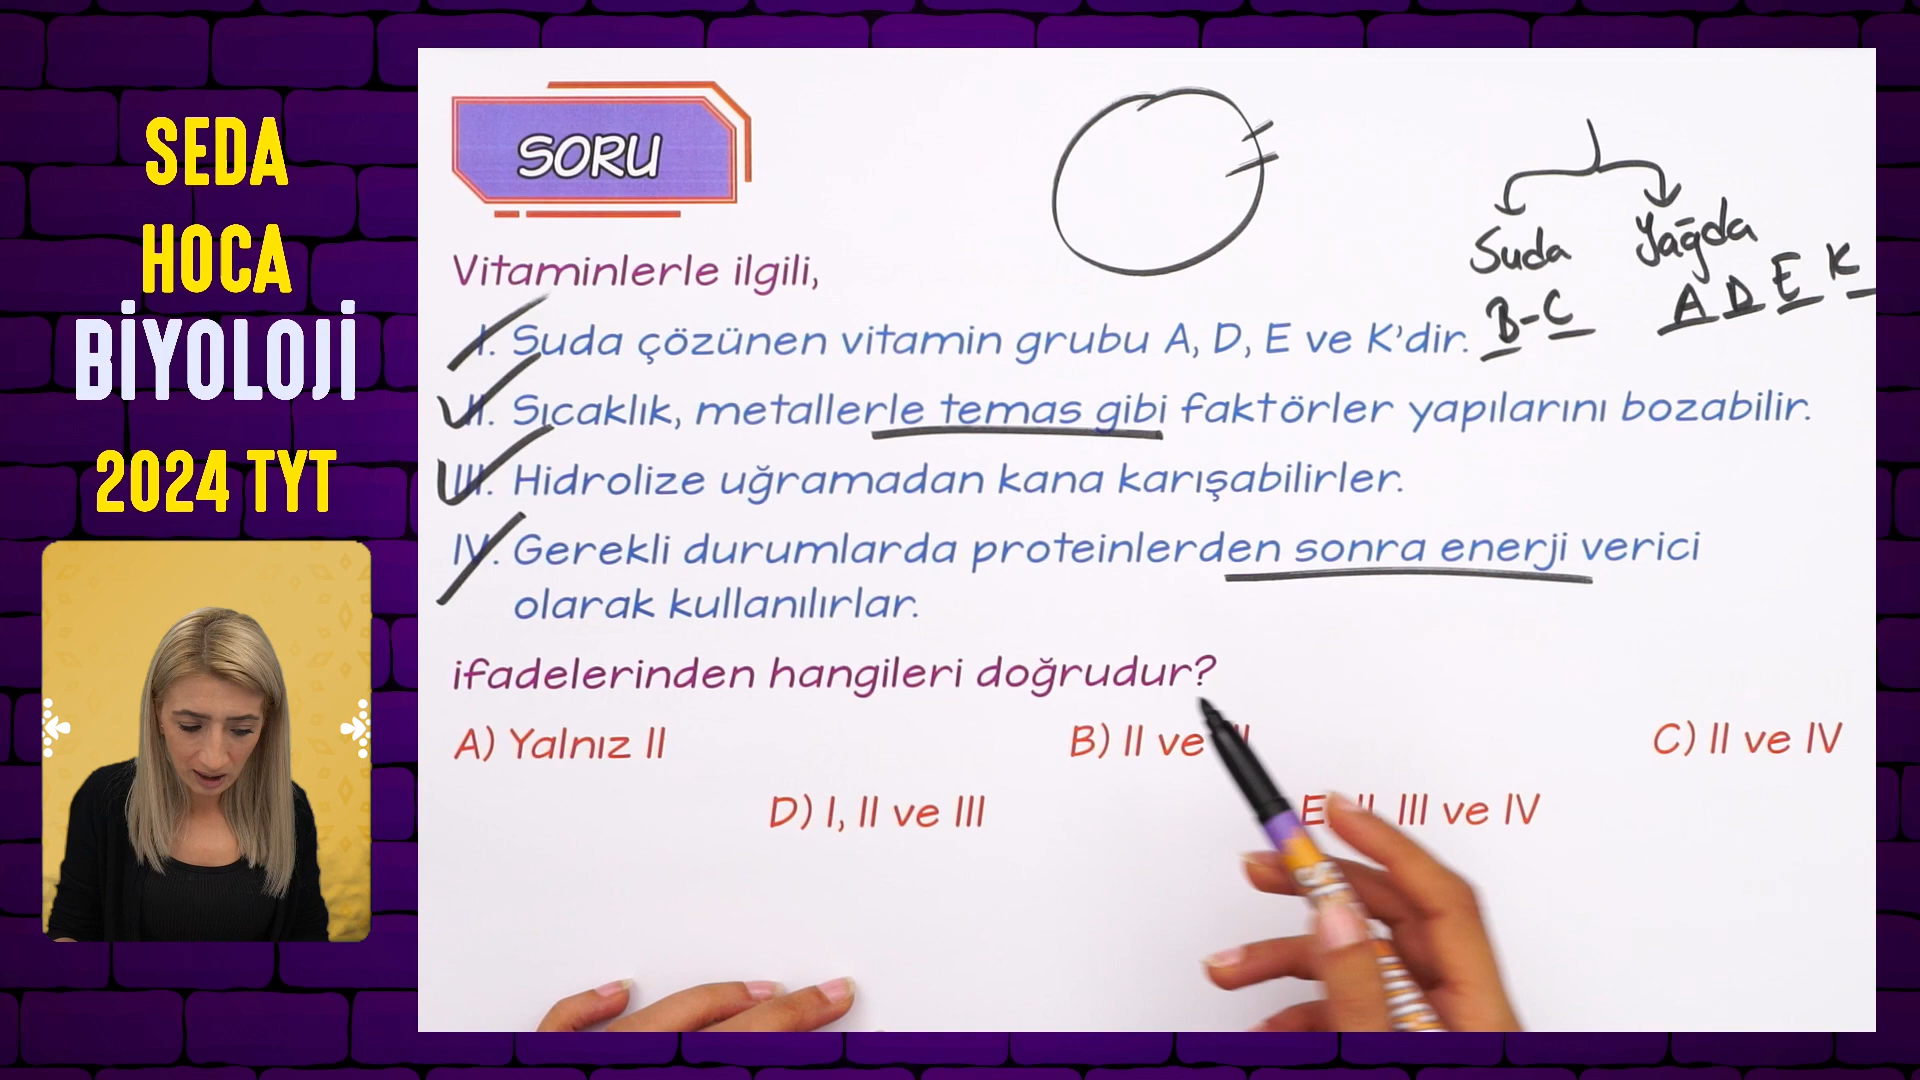 SEDA
HOCA
BİYOLOJİ
2024 TYT
SORU
Suda Yağda
B-C A D E K
Vitaminlerle ilgili,
I. Suda çözünen vitamin grubu A, D, E ve K'dir.
II. Sıcaklık, metallerle temas gibi faktörler yapılarını bozabilir.
III. Hidrolize uğramadan kana karışabilirler.
IV. Gerekli durumlarda proteinlerden sonra enerji verici
olarak kullanılırlar.
ifadelerinden hangileri doğrudur?
A) Yalnız II B) II ve C) II ve IV
D) I, II ve III E) III ve IV